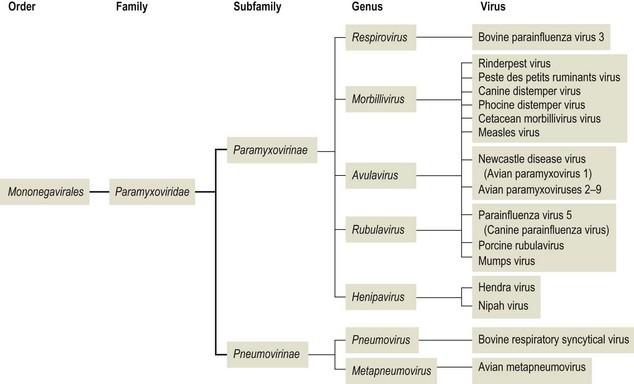 Order Family Subfamily Genus Virus
Respirovirus
Bovine parainfluenza virus 3
Rinderpest virus
Peste des petits ruminants virus
Morbillivirus
Canine distemper virus
Phocine distemper virus
Cetacean morbillivirus virus
Measles virus
Paramyxovirinae
Newcastle disease virus
(Avian paramyxovirus 1)
Avulavirus
Avian paramyxoviruses 2–9
Mononegavirales
Paramyxoviridae
Parainfluenza virus 5
(Canine parainfluenza virus)
Rubulavirus
Porcine rubulavirus
Mumps virus
Hendra virus
Henipavirus
Nipah virus
Pneumovirus
Bovine respiratory syncytical virus
Pneumovirinae
Metapneumovirus
Avian metapneumovirus